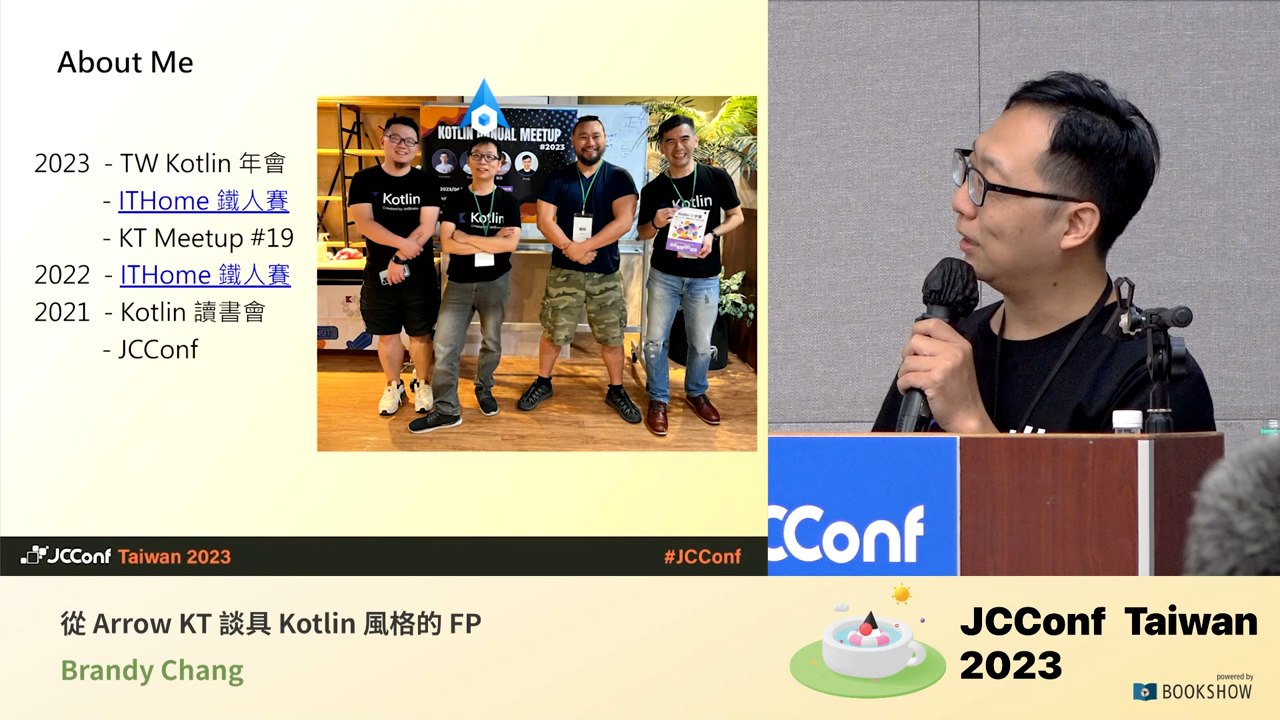 About Me
2023 - TW Kotlin 年會
- ITHome 鐵人賽
- KT Meetup #19
2022 - ITHome 鐵人賽
2021 - Kotlin 讀書會
- JCConf
KOTLIN ANNUAL MEETUP
#2023
Kotlin
Kotlin
Kotlin
JCConf Taiwan 2023
#JCConf
CConf
從 Arrow KT 談具 Kotlin 風格的 FP
Brandy Chang
JCConf Taiwan
2023
powered by
BOOKSHOW